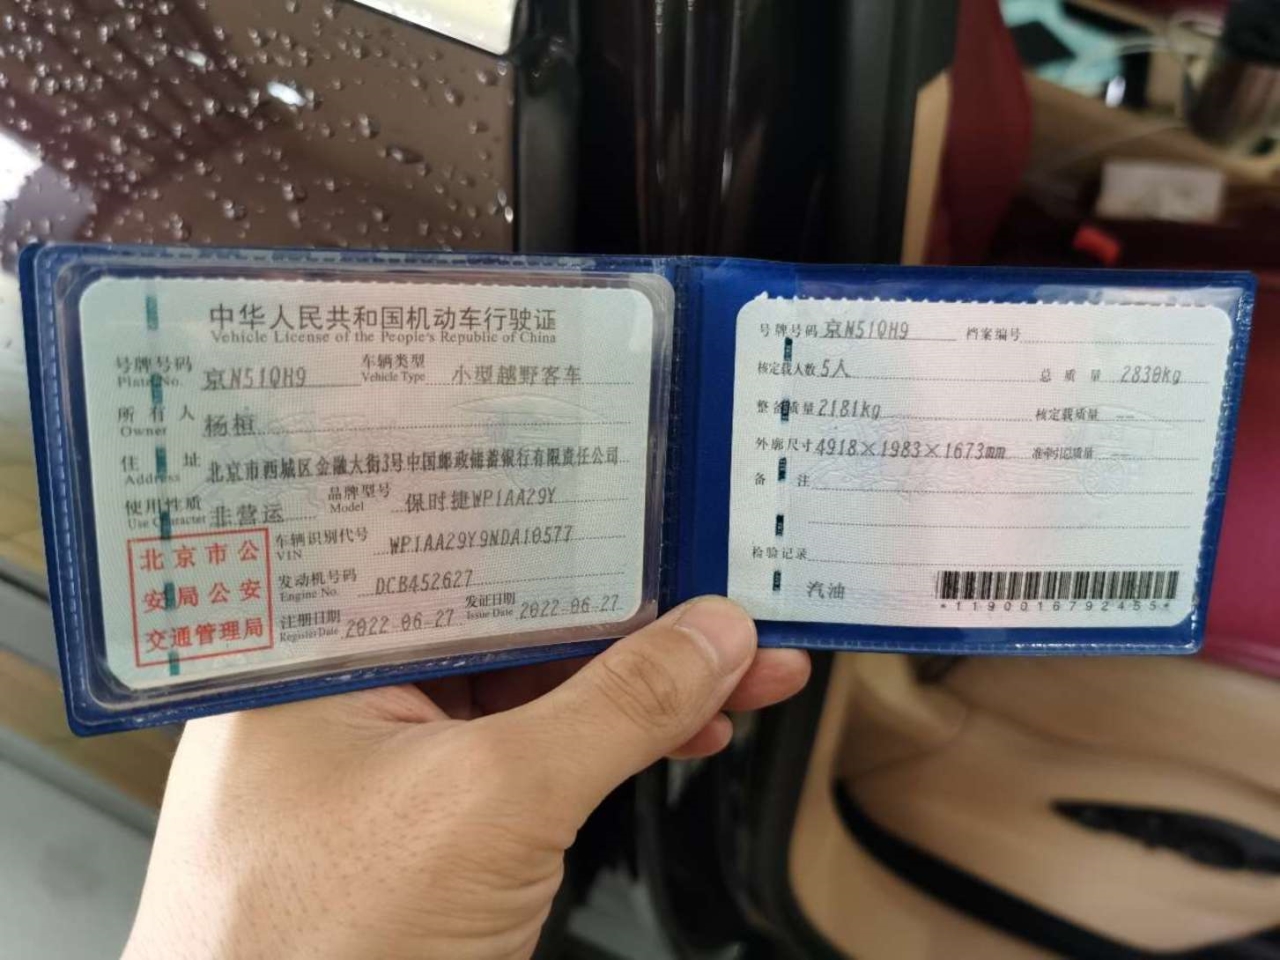 中华人民共和国机动车行驶证
Vehicle License of the People's Republic of China
号牌号码 京N51QH9 车辆类型 小型越野客车
Plate No. Vehicle Type
所有人 杨桓
Owner
住址 北京市西城区金融大街3号中国邮政储蓄银行有限责任公司
Address
使用性质 非营运 品牌型号 保时捷WP1AA29Y
Use Character Model
车辆识别代号 WP1AA29Y9NDA10577
VIN
发动机号码 DCB452627
Engine No.
注册日期 2022-06-27 发证日期 2022-06-27
Register Date Issue Date
北京市公
安局公安
交通管理局
号牌号码 京N51QH9 档案编号
核定载人数 5人 总质量 2830kg
整备质量 2181kg 核定载质量 --
外廓尺寸 4918×1983×1673mm 准牵引总质量 --
备注
检验记录
汽油
*1190016792455*